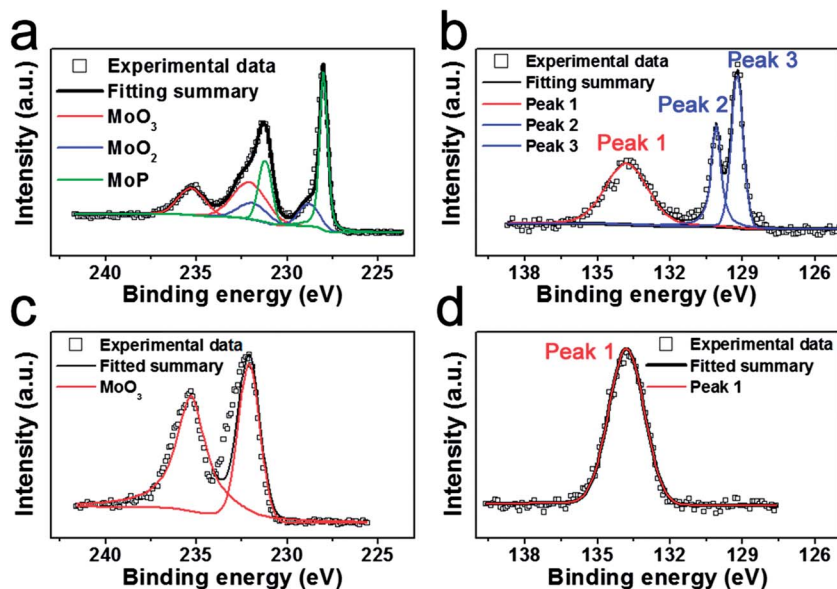 a
Intensity (a.u.)
Experimental data
Fitting summary
MoO₃
MoO₂
MoP
240 235 230 225
Binding energy (eV)
b
Intensity (a.u.)
Experimental data
Fitting summary
Peak 1
Peak 2
Peak 3
Peak 1
Peak 2
Peak 3
138 135 132 129 126
Binding energy (eV)
c
Intensity (a.u.)
Experimental data
Fitted summary
MoO₃
240 235 230 225
Binding energy (eV)
d
Intensity (a.u.)
Peak 1
Experimental data
Fitted summary
Peak 1
138 135 132 129 126
Binding energy (eV)